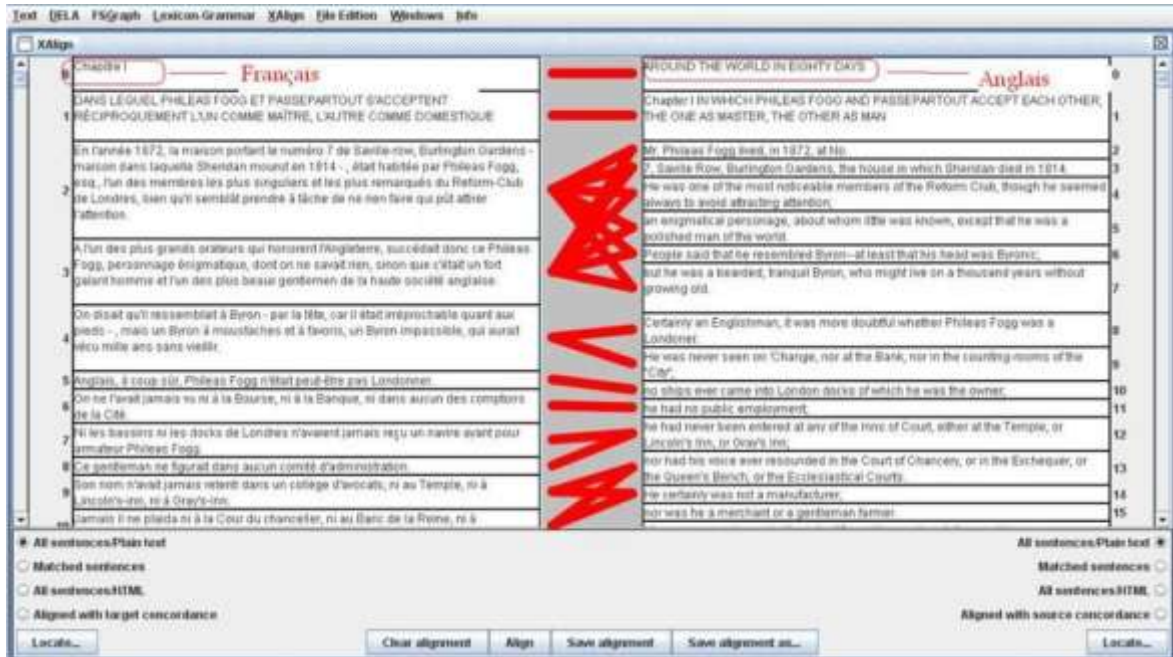 Text DELA FSGraph Lexicon-Grammar XAlign File Edition Windows Info
XAlign
0 Chapitre I
Français
1 DANS LEQUEL PHILEAS FOGG ET PASSEPARTOUT S'ACCEPTENT
RÉCIPROQUEMENT L'UN COMME MAÎTRE, L'AUTRE COMME DOMESTIQUE
2 En l'année 1872, la maison portant le numéro 7 de Saville-row, Burlington Gardens -
maison dans laquelle Sheridan mourut en 1814 - , était habitée par Phileas Fogg,
esq., l'un des membres les plus singuliers et les plus remarqués du Reform-Club
de Londres, bien qu'il semblât prendre à tâche de ne rien faire qui pût attirer
l'attention.
3 A l'un des plus grands orateurs qui honorent l'Angleterre, succédait donc ce Phileas
Fogg, personnage énigmatique, dont on ne savait rien, sinon que c'était un fort
galant homme et l'un des plus beaux gentlemen de la haute société anglaise.
4 On disait qu'il ressemblait à Byron - par la tête, car il était irréprochable quant aux
pieds - , mais un Byron à moustaches et à favoris, un Byron impassible, qui aurait
vécu mille ans sans vieillir.
5 Anglais, à coup sûr, Phileas Fogg n'était peut-être pas Londonner.
6 On ne l'avait jamais vu ni à la Bourse, ni à la Banque, ni dans aucun des comptoirs
de la Cité.
7 Ni les bassins ni les docks de Londres n'avaient jamais reçu un navire ayant pour
armateur Phileas Fogg.
8 Ce gentleman ne figurait dans aucun comité d'administration.
9 Son nom n'avait jamais retenti dans un collège d'avocats, ni au Temple, ni à
Lincoln's-inn, ni à Gray's-inn.
10 Jamais il ne plaida ni à la Cour du chancelier, ni au Banc de la Reine, ni à
AROUND THE WORLD IN EIGHTY DAYS 0
Anglais
Chapter I IN WHICH PHILEAS FOGG AND PASSEPARTOUT ACCEPT EACH OTHER,
THE ONE AS MASTER, THE OTHER AS MAN 1
Mr. Phileas Fogg lived, in 1872, at No. 2
7, Saville Row, Burlington Gardens, the house in which Sheridan died in 1814. 3
He was one of the most noticeable members of the Reform Club, though he seemed
always to avoid attracting attention; 4
an enigmatical personage, about whom little was known, except that he was a
polished man of the world. 5
People said that he resembled Byron--at least that his head was Byronic; 6
but he was a bearded, tranquil Byron, who might live on a thousand years without
growing old. 7
Certainly an Englishman, it was more doubtful whether Phileas Fogg was a
Londoner. 8
He was never seen on 'Change, nor at the Bank, nor in the counting-rooms of the
"City"; 9
no ships ever came into London docks of which he was the owner; 10
he had no public employment; 11
he had never been entered at any of the Inns of Court, either at the Temple, or
Lincoln's Inn, or Gray's Inn; 12
nor had his voice ever resounded in the Court of Chancery, or in the Exchequer, or
the Queen's Bench, or the Ecclesiastical Courts. 13
He certainly was not a manufacturer; 14
nor was he a merchant or a gentleman farmer. 15
All sentences/Plain text
Matched sentences
All sentences/HTML
Aligned with target concordance
All sentences/Plain text
Matched sentences
All sentences/HTML
Aligned with source concordance
Locate... Clear alignment Align Save alignment Save alignment as... Locate...